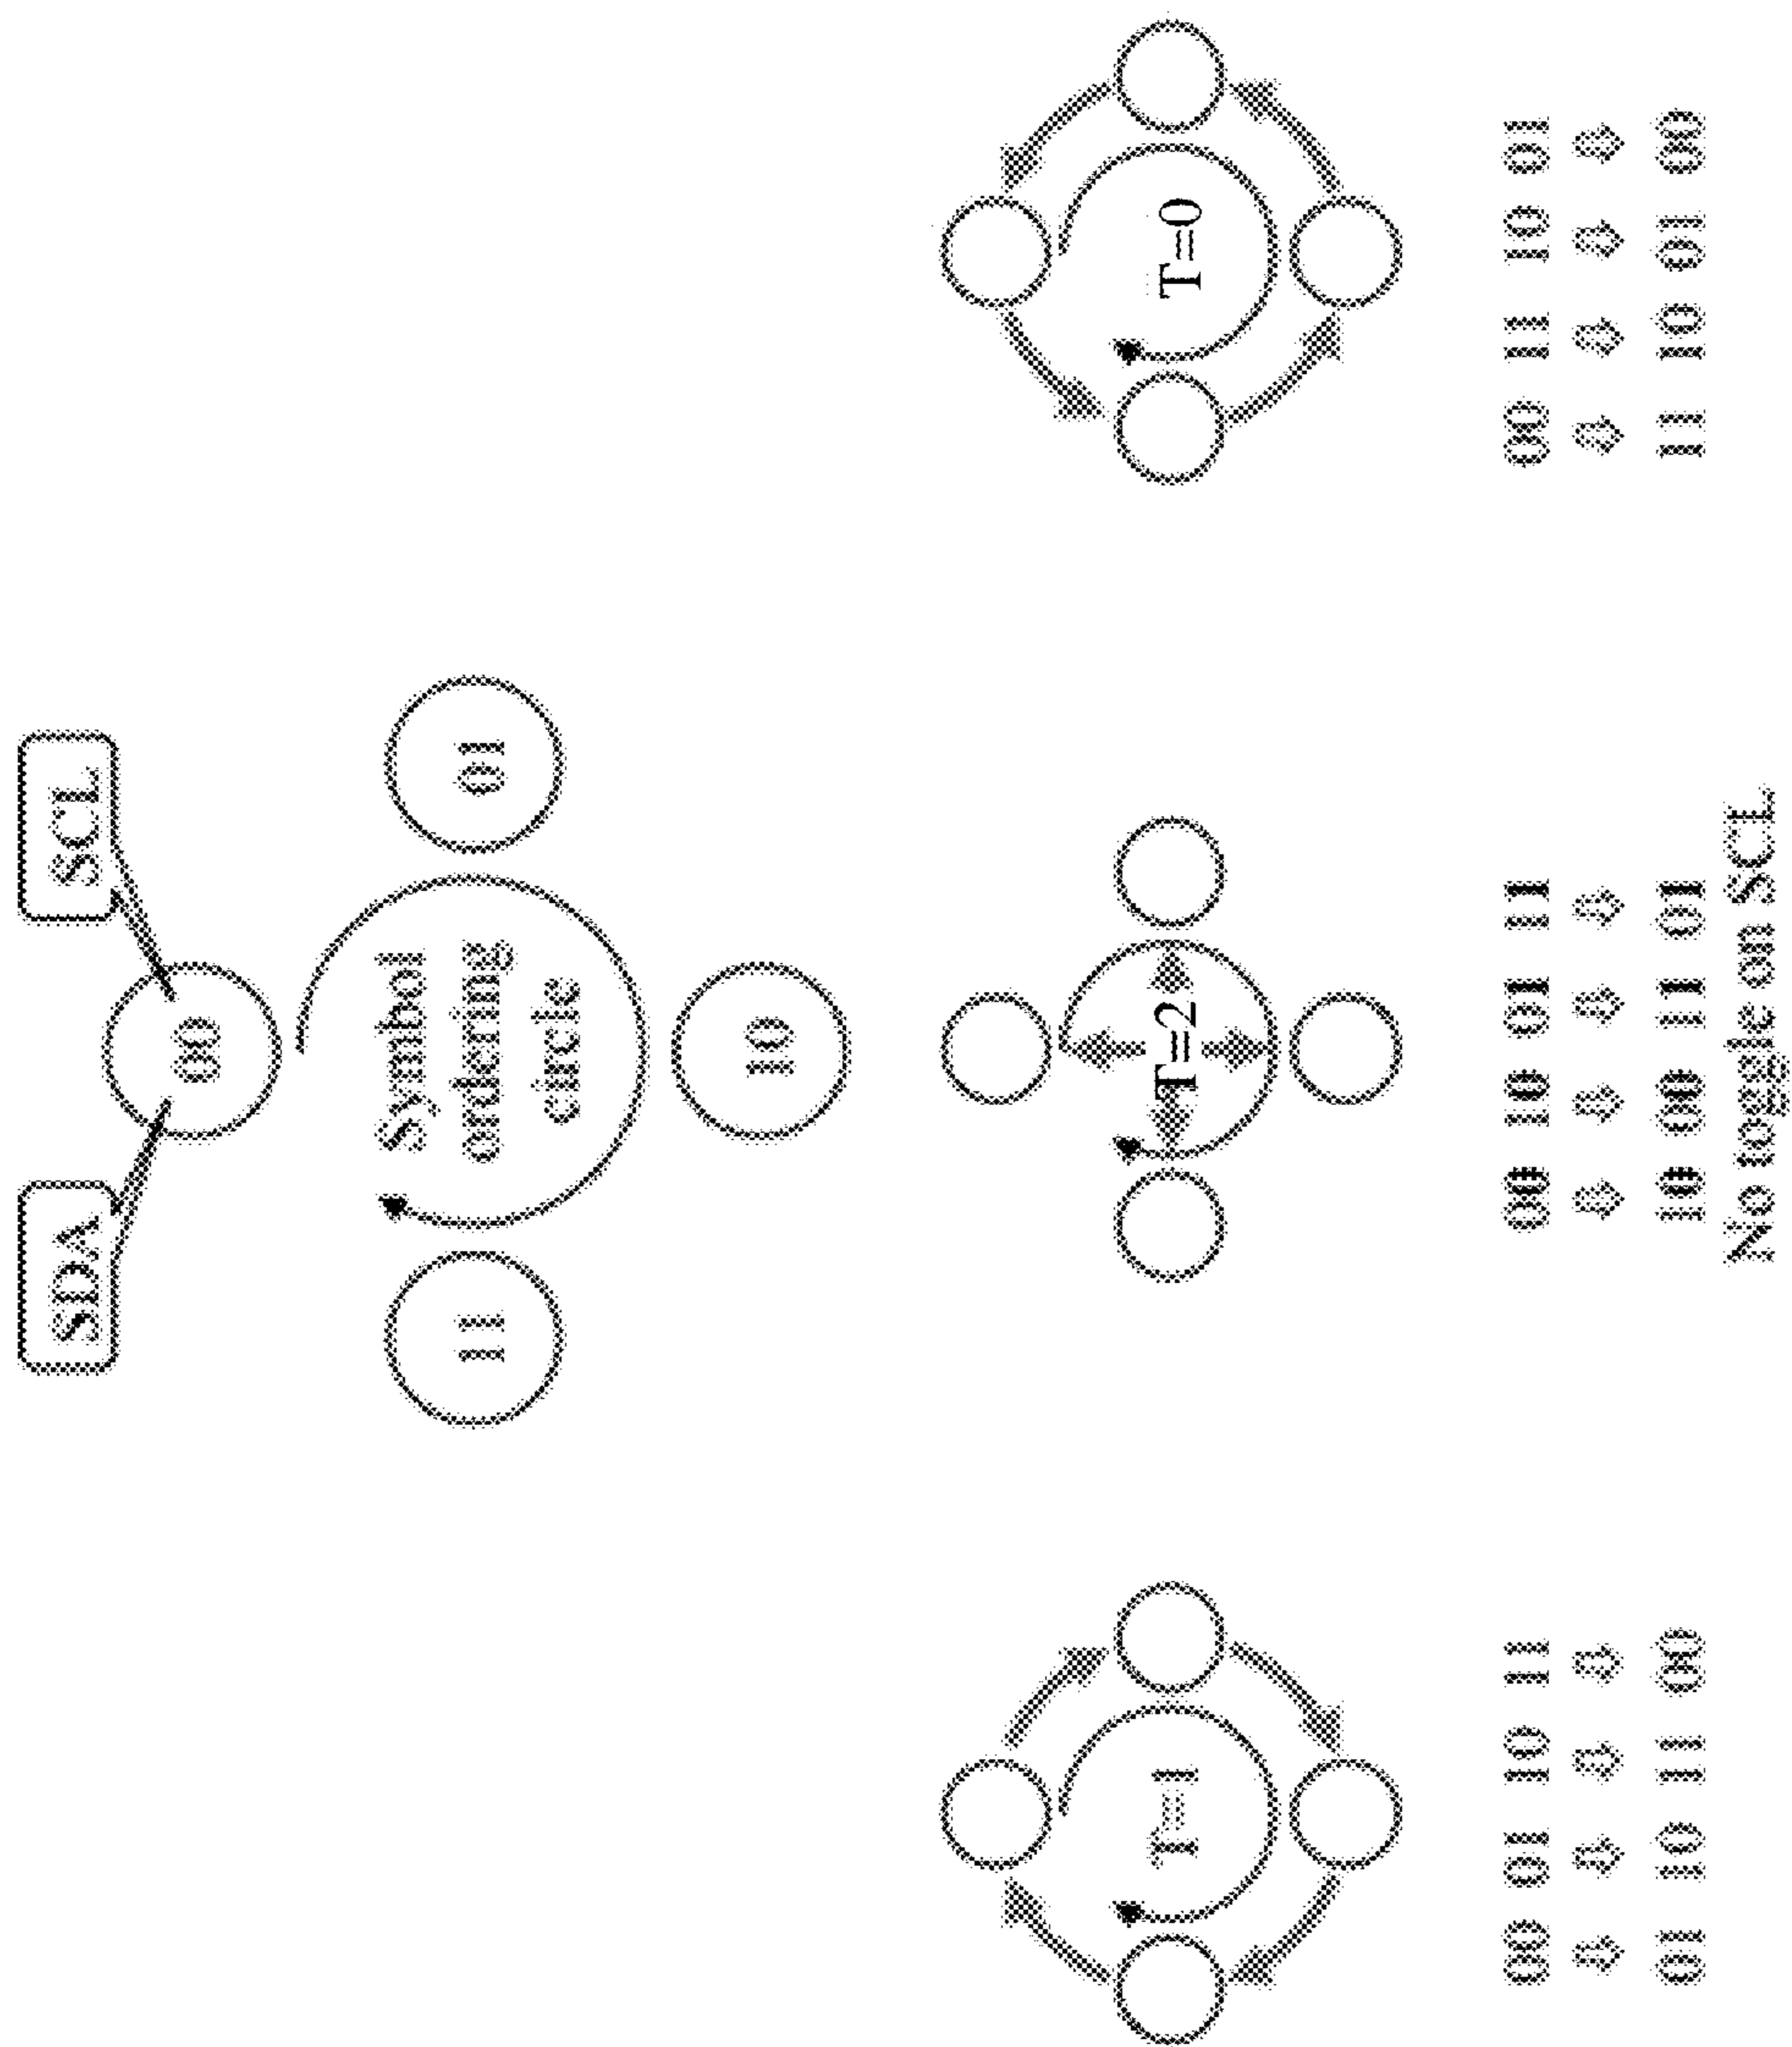 SDA
SCL
00
Symbol
ordering
circle
11
01
10
T=1
00 01 10 11
⇩ ⇩ ⇩ ⇩
01 10 11 00
T=2
00 10 01 11
⇩ ⇩ ⇩ ⇩
10 00 11 01
No toggle on SCL
T=0
00 11 10 01
⇩ ⇩ ⇩ ⇩
11 10 01 00